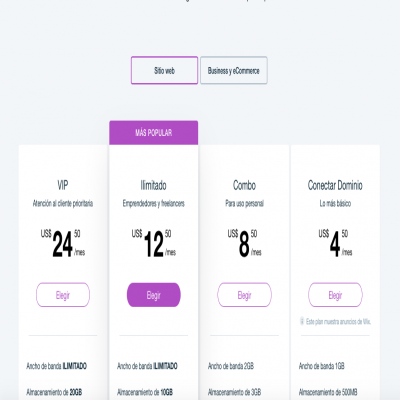 Sitio web
Business y eCommerce
MÁS POPULAR
VIP
Atención al cliente prioritaria
US$ 24 50 /mes
Elegir
Ancho de banda ILIMITADO
Almacenamiento de 20GB
Ilimitado
Emprendedores y freelancers
US$ 12 50 /mes
Elegir
Ancho de banda ILIMITADO
Almacenamiento de 10GB
Combo
Para uso personal
US$ 8 50 /mes
Elegir
Ancho de banda 2GB
Almacenamiento de 3GB
Conectar Dominio
Lo más básico
US$ 4 50 /mes
Elegir
Este plan muestra anuncios de Wix.
Ancho de banda 1GB
Almacenamiento de 500MB